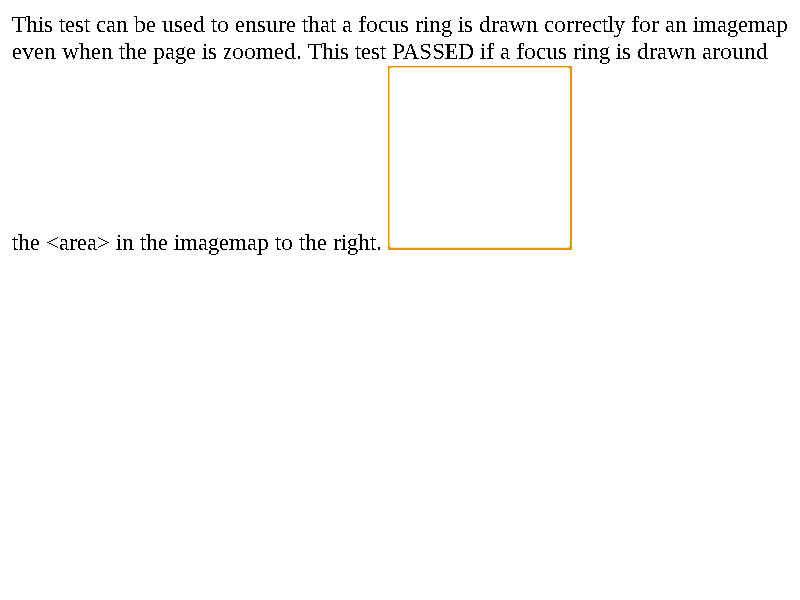 This test can be used to ensure that a focus ring is drawn correctly for an imagemap
even when the page is zoomed. This test PASSED if a focus ring is drawn around
the <area> in the imagemap to the right.